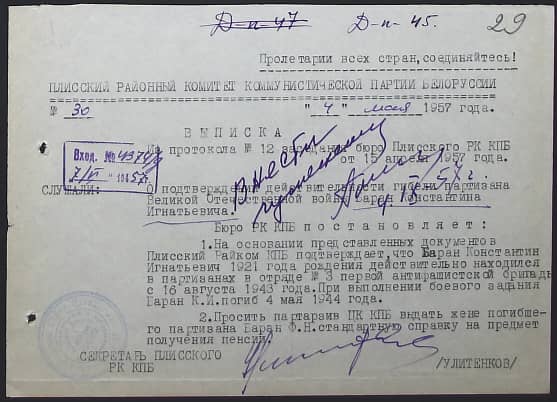 Д-п-47 Д-п-45. 29
Пролетарии всех стран, соединяйтесь!
ПЛИССКИЙ РАЙОННЫЙ КОМИТЕТ КОММУНИСТИЧЕСКОЙ ПАРТИИ БЕЛОРУССИИ
№ 30 "4" мая 1957 года.
ВЫПИСКА
Из протокола № 12 заседания бюро Плисского РК КПБ
от 15 апреля 1957 года.
Вход. № 4374/
1957г.
внести
СЛУШАЛИ: О подтверждении действительности гибели партизана
Великой Отечественной войны Баран Константина
Игнатьевича.
Бюро РК КПБ постановляет:
1.На основании представленных документов
Плисский Райком КПБ подтверждает, что Баран Константин
Игнатьевич 1921 года рождения действительно находился
в партизанах в отряде № 3 первой антифашистской бригады
с 16 августа 1943 года.При выполнении боевого задания
Баран К.И.погиб 4 мая 1944 года.
2.Просить партархив ЦК КПБ выдать жене погибше-
го партизана Баран Ф.Н.стандартную справку на предмет
получения пенсии.
СЕКРЕТАРЬ ПЛИССКОГО
РК КПБ /УЛИТЕНКОВ/